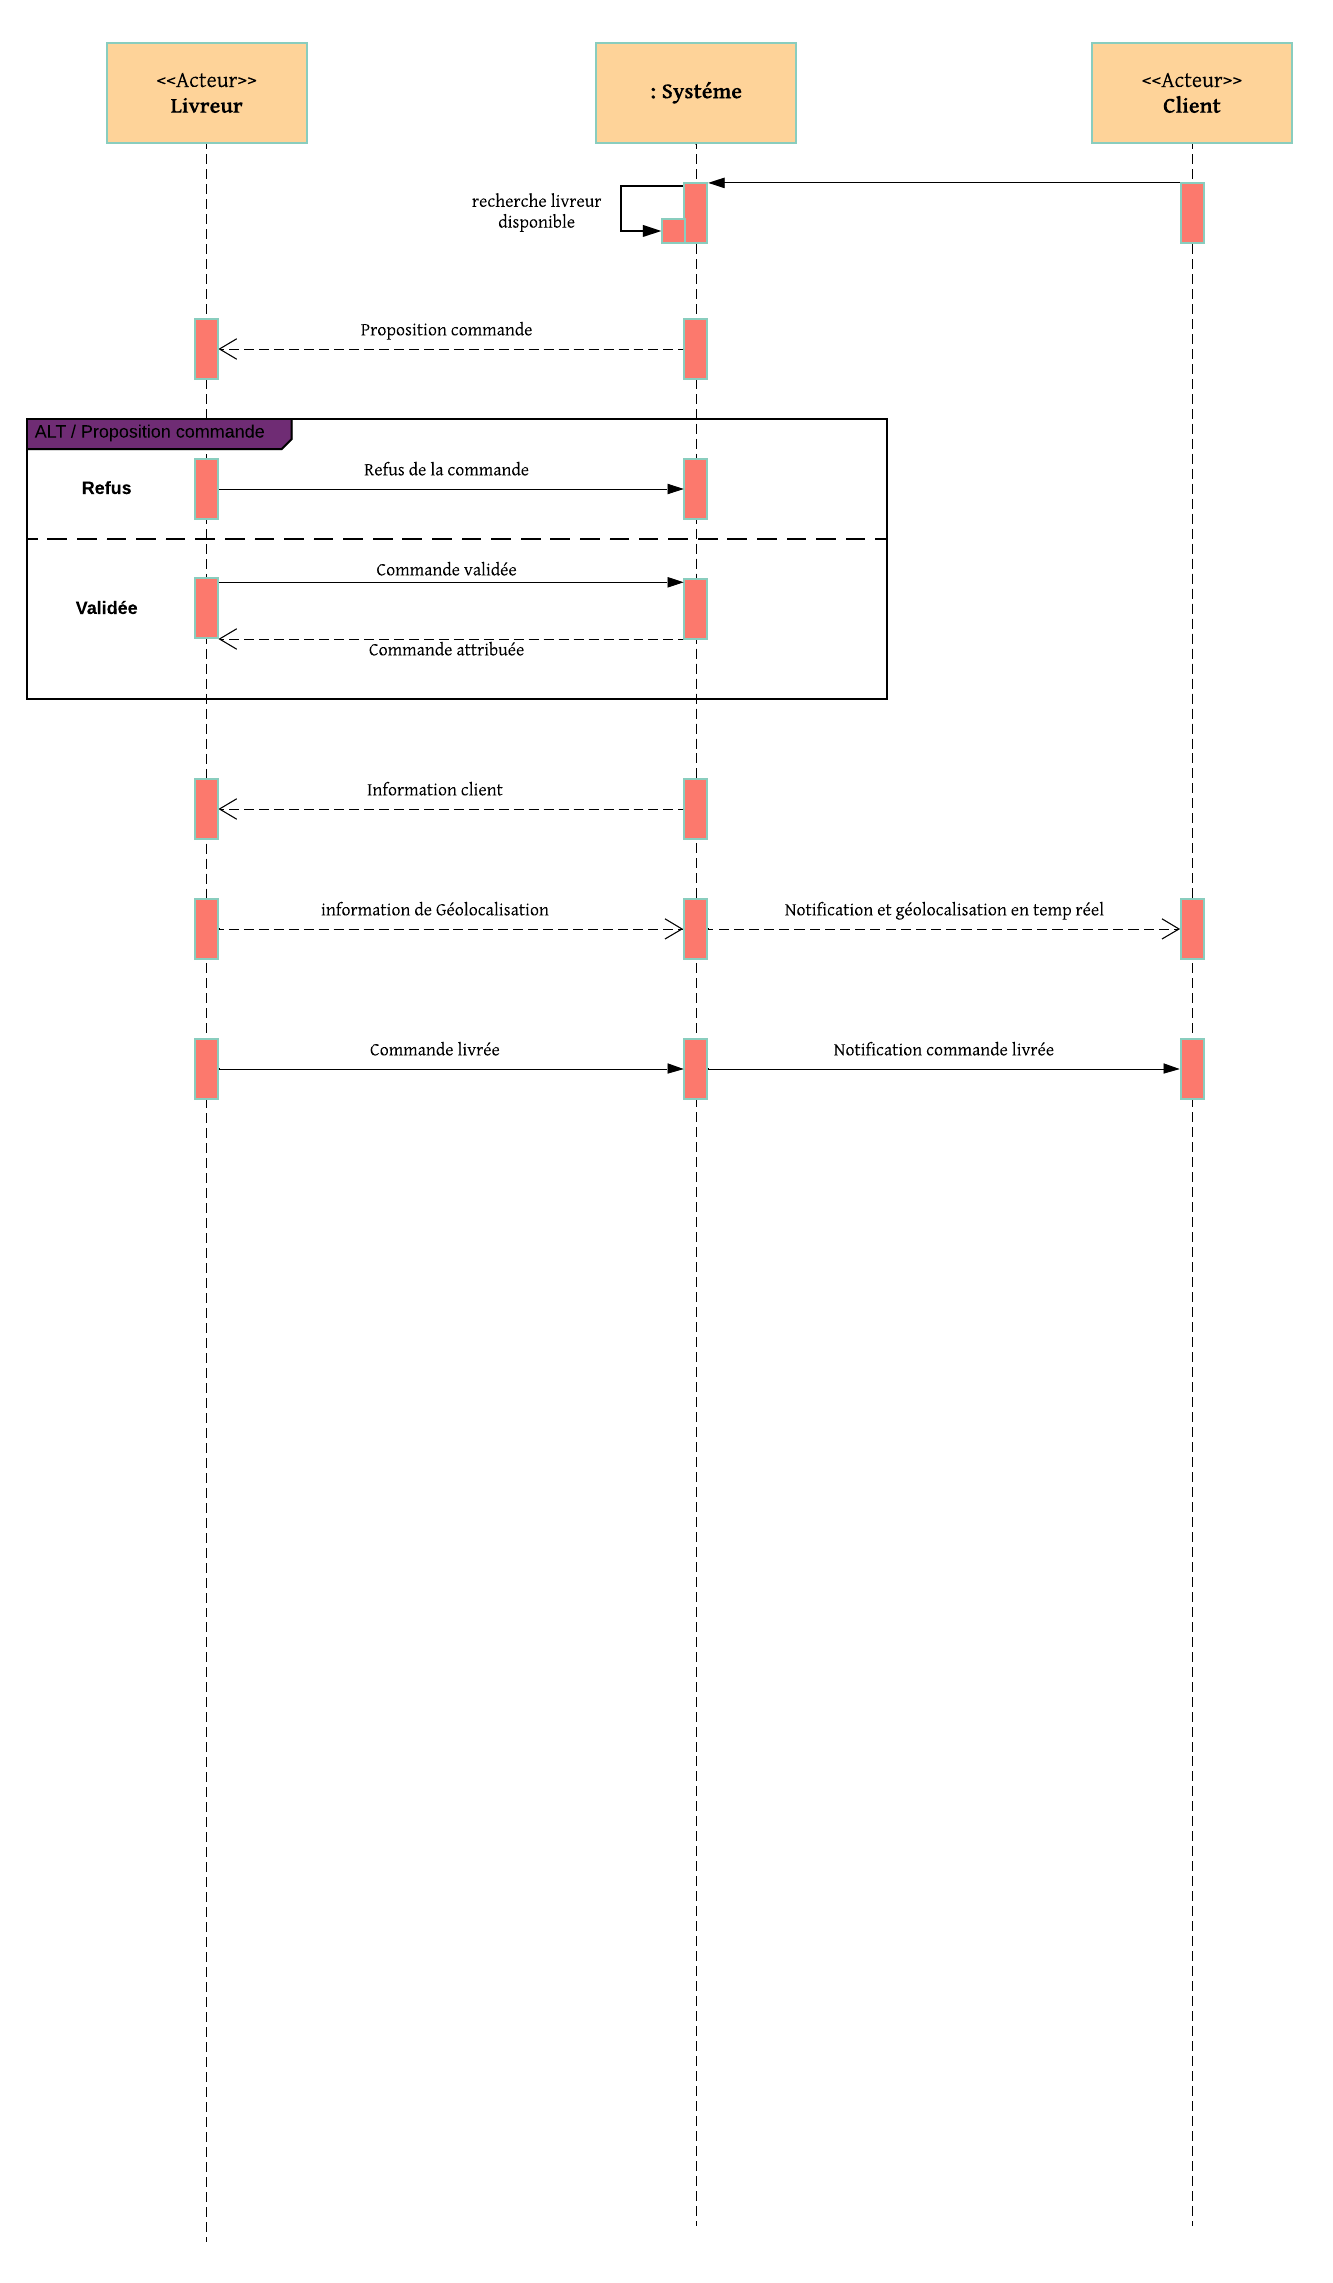 <<Acteur>>
Livreur
: Systéme
<<Acteur>>
Client
recherche livreur
disponible
Proposition commande
ALT / Proposition commande
Refus de la commande
Refus
Commande validée
Validée
Commande attribuée
Information client
information de Géolocalisation
Notification et géolocalisation en temp réel
Commande livrée
Notification commande livrée